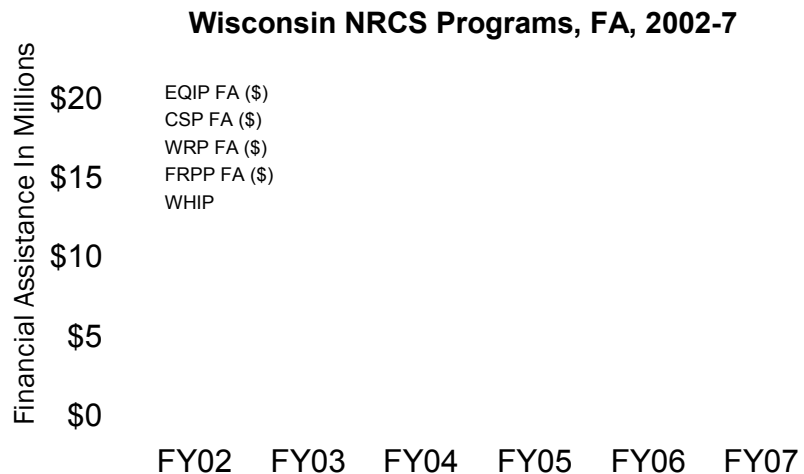 Wisconsin NRCS Programs, FA, 2002-7
Financial Assistance In Millions
$20
$15
$10
$5
$0
EQIP FA ($)
CSP FA ($)
WRP FA ($)
FRPP FA ($)
WHIP
FY02 FY03 FY04 FY05 FY06 FY07